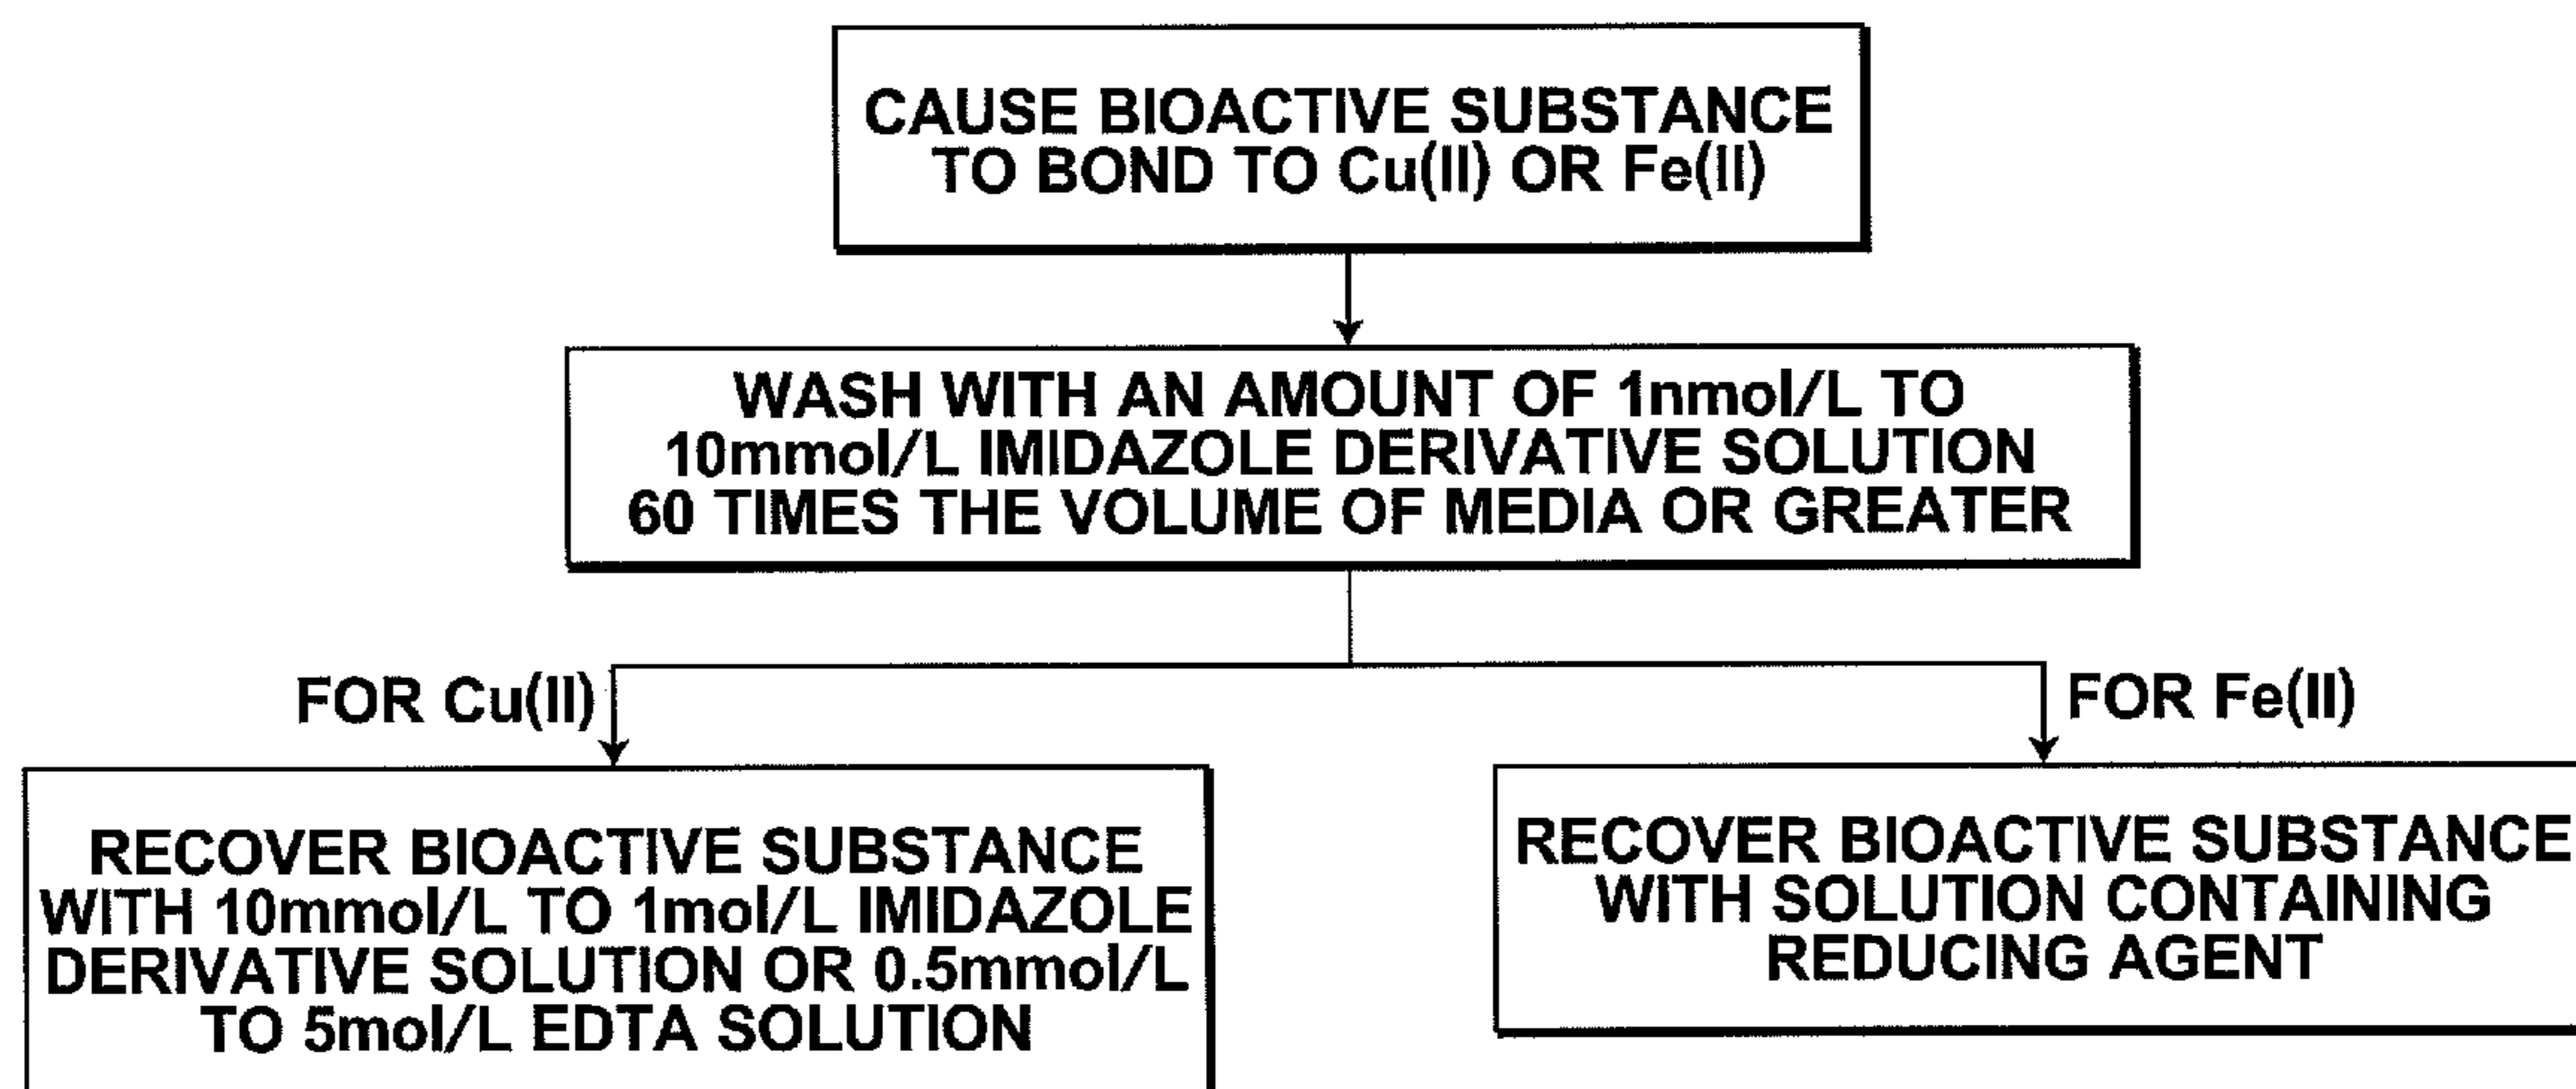 CAUSE BIOACTIVE SUBSTANCE
TO BOND TO Cu(II) OR Fe(II)
WASH WITH AN AMOUNT OF 1nmol/L TO
10mmol/L IMIDAZOLE DERIVATIVE SOLUTION
60 TIMES THE VOLUME OF MEDIA OR GREATER
FOR Cu(II)
FOR Fe(II)
RECOVER BIOACTIVE SUBSTANCE
WITH 10mmol/L TO 1mol/L IMIDAZOLE
DERIVATIVE SOLUTION OR 0.5mmol/L
TO 5mol/L EDTA SOLUTION
RECOVER BIOACTIVE SUBSTANCE
WITH SOLUTION CONTAINING
REDUCING AGENT